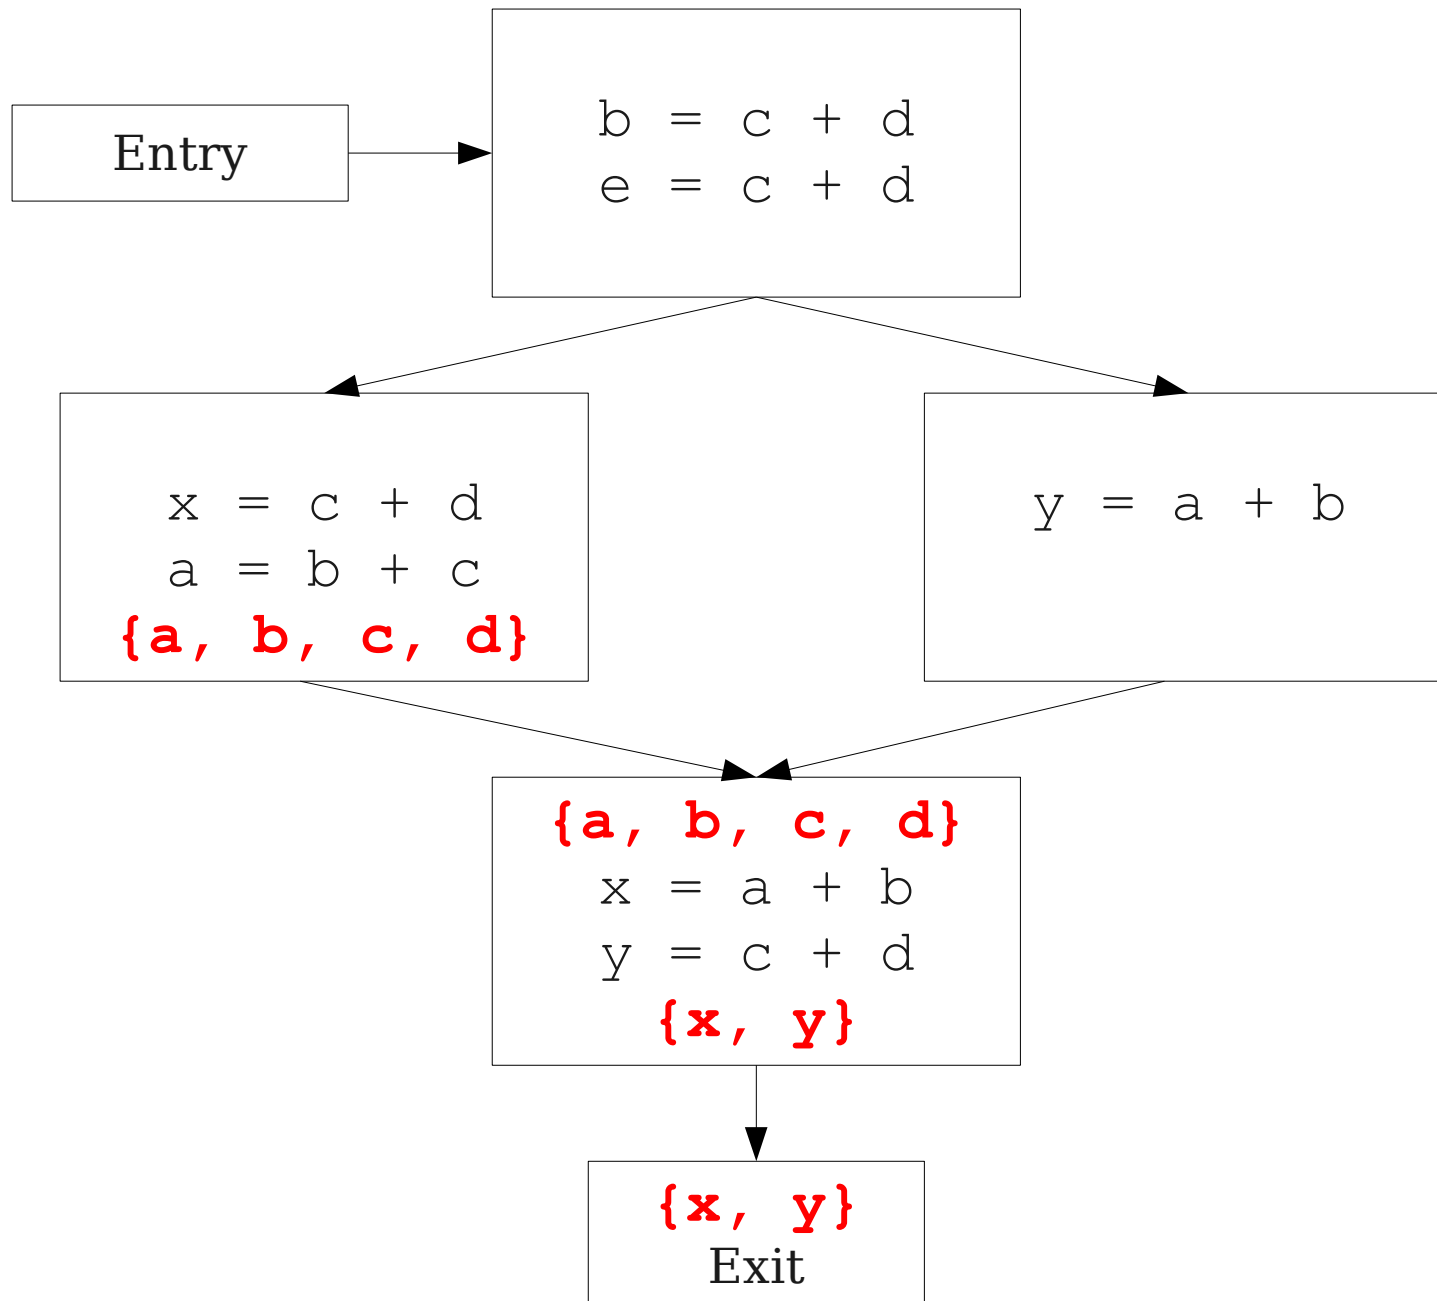 Entry
b = c + d
e = c + d
x = c + d
a = b + c
{a, b, c, d}
y = a + b
{a, b, c, d}
x = a + b
y = c + d
{x, y}
{x, y}
Exit